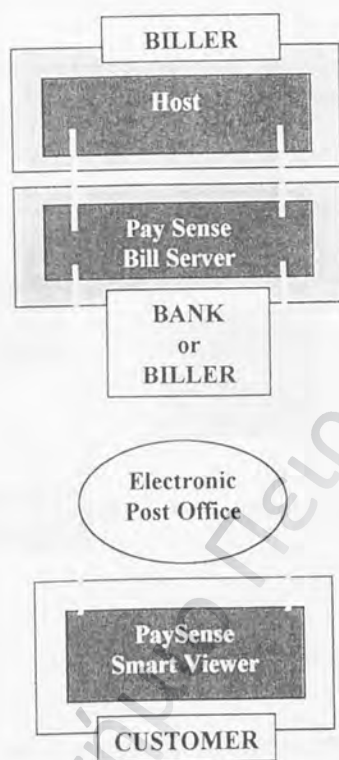 BILLER
Host
Pay Sense
Bill Server
BANK
or
BILLER
Electronic
Post Office
PaySense
Smart Viewer
CUSTOMER